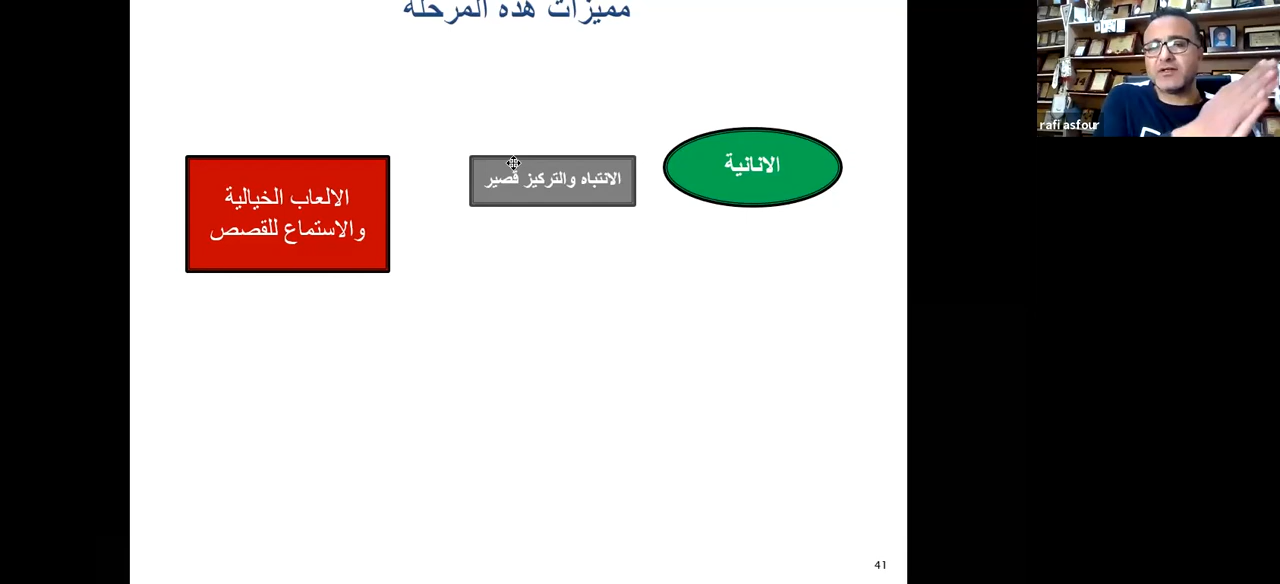 مميزات هذه المرحلة
الانانية
الانتباه والتركيز قصير
الالعاب الخيالية
والاستماع للقصص
rafi asfour
41